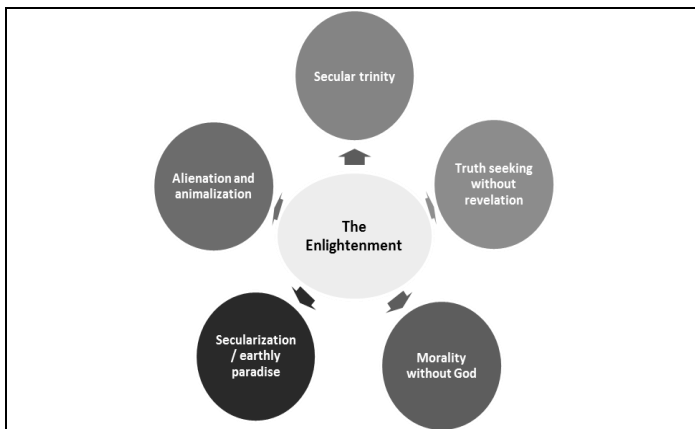 Secular trinity
Alienation and
animalization
Truth seeking
without
revelation
The
Enlightenment
Secularization
/ earthly
paradise
Morality
without God